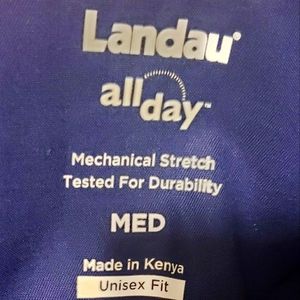 Landau®
all
day™
Mechanical Stretch
Tested For Durability
MED
Made in Kenya
Unisex Fit